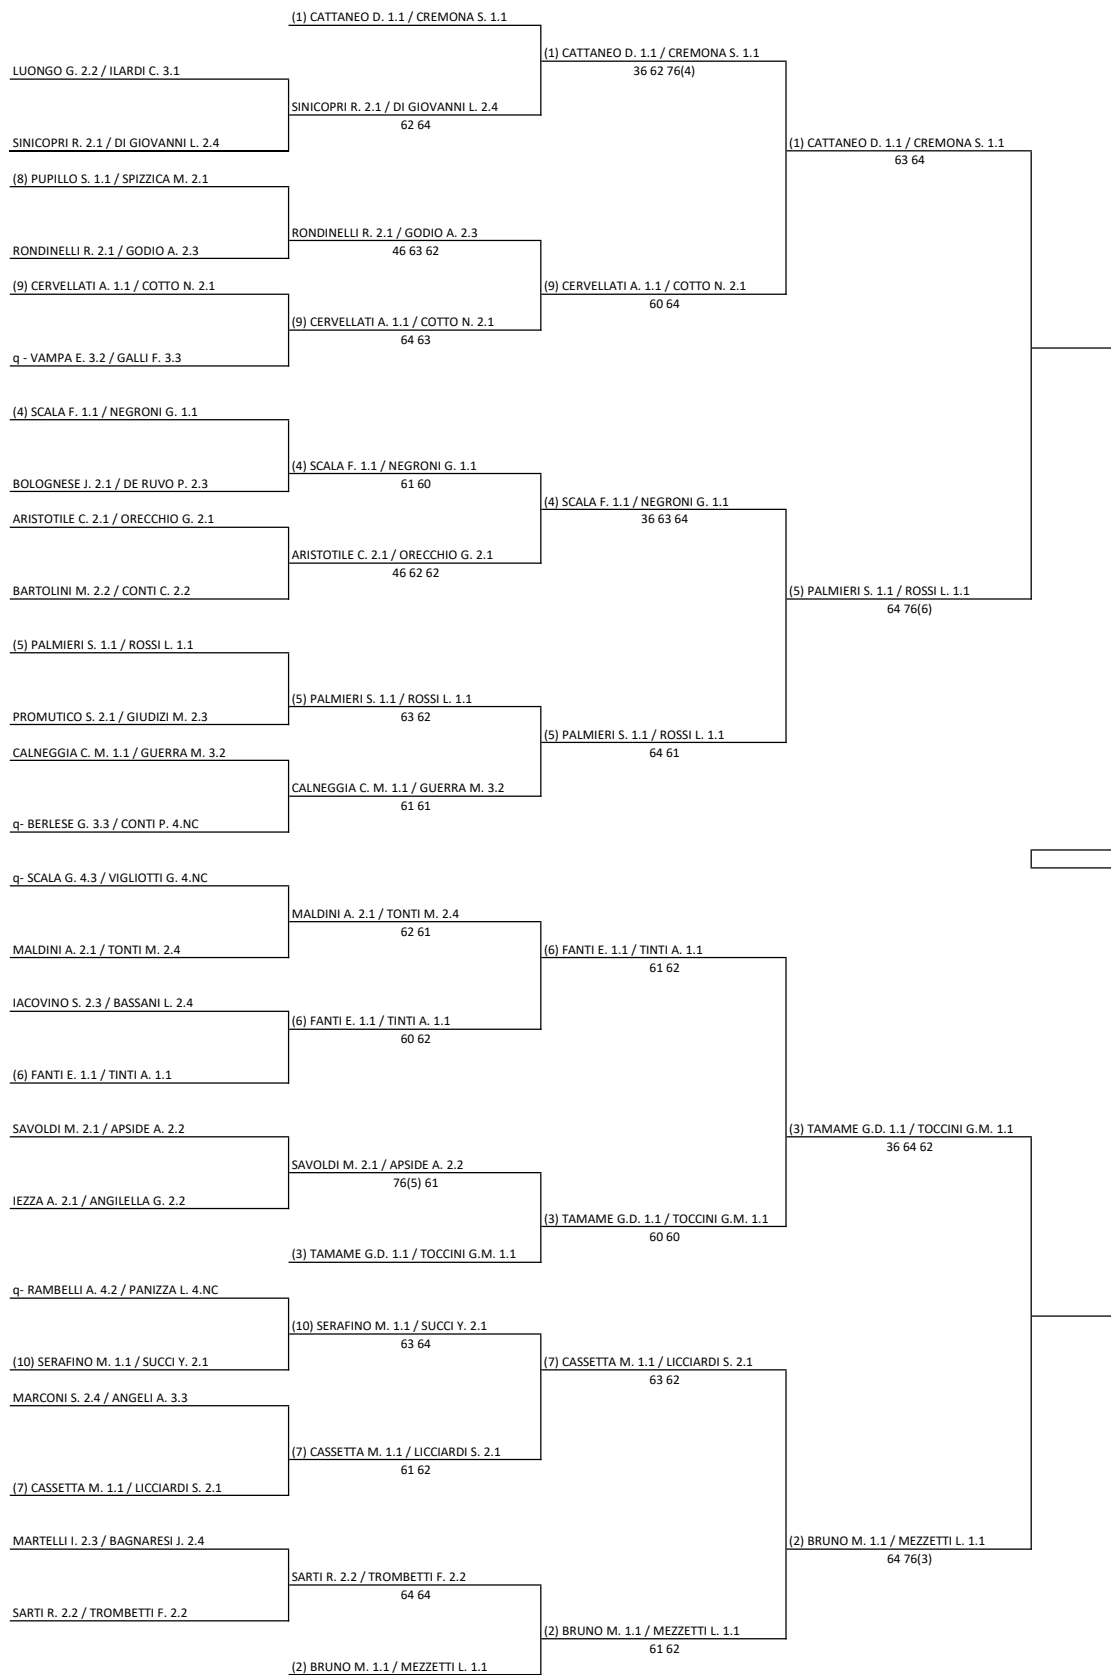 (1) CATTANEO D. 1.1 / CREMONA S. 1.1
(1) CATTANEO D. 1.1 / CREMONA S. 1.1
LUONGO G. 2.2 / ILARDI C. 3.1
36 62 76(4)
SINICOPRI R. 2.1 / DI GIOVANNI L. 2.4
62 64
SINICOPRI R. 2.1 / DI GIOVANNI L. 2.4
(1) CATTANEO D. 1.1 / CREMONA S. 1.1
63 64
(8) PUPILLO S. 1.1 / SPIZZICA M. 2.1
RONDINELLI R. 2.1 / GODIO A. 2.3
46 63 62
RONDINELLI R. 2.1 / GODIO A. 2.3
(9) CERVELLATI A. 1.1 / COTTO N. 2.1
(9) CERVELLATI A. 1.1 / COTTO N. 2.1
60 64
(9) CERVELLATI A. 1.1 / COTTO N. 2.1
64 63
q - VAMPA E. 3.2 / GALLI F. 3.3
(4) SCALA F. 1.1 / NEGRONI G. 1.1
(4) SCALA F. 1.1 / NEGRONI G. 1.1
61 60
BOLOGNESE J. 2.1 / DE RUVO P. 2.3
(4) SCALA F. 1.1 / NEGRONI G. 1.1
36 63 64
ARISTOTILE C. 2.1 / ORECCHIO G. 2.1
ARISTOTILE C. 2.1 / ORECCHIO G. 2.1
46 62 62
BARTOLINI M. 2.2 / CONTI C. 2.2
(5) PALMIERI S. 1.1 / ROSSI L. 1.1
64 76(6)
(5) PALMIERI S. 1.1 / ROSSI L. 1.1
(5) PALMIERI S. 1.1 / ROSSI L. 1.1
63 62
PROMUTICO S. 2.1 / GIUDIZI M. 2.3
(5) PALMIERI S. 1.1 / ROSSI L. 1.1
64 61
CALNEGGIA C. M. 1.1 / GUERRA M. 3.2
CALNEGGIA C. M. 1.1 / GUERRA M. 3.2
61 61
q- BERLESE G. 3.3 / CONTI P. 4.NC
q- SCALA G. 4.3 / VIGLIOTTI G. 4.NC
MALDINI A. 2.1 / TONTI M. 2.4
62 61
MALDINI A. 2.1 / TONTI M. 2.4
(6) FANTI E. 1.1 / TINTI A. 1.1
61 62
IACOVINO S. 2.3 / BASSANI L. 2.4
(6) FANTI E. 1.1 / TINTI A. 1.1
60 62
(6) FANTI E. 1.1 / TINTI A. 1.1
SAVOLDI M. 2.1 / APSIDE A. 2.2
(3) TAMAME G.D. 1.1 / TOCCINI G.M. 1.1
36 64 62
SAVOLDI M. 2.1 / APSIDE A. 2.2
76(5) 61
IEZZA A. 2.1 / ANGILELLA G. 2.2
(3) TAMAME G.D. 1.1 / TOCCINI G.M. 1.1
60 60
(3) TAMAME G.D. 1.1 / TOCCINI G.M. 1.1
q- RAMBELLI A. 4.2 / PANIZZA L. 4.NC
(10) SERAFINO M. 1.1 / SUCCI Y. 2.1
63 64
(10) SERAFINO M. 1.1 / SUCCI Y. 2.1
(7) CASSETTA M. 1.1 / LICCIARDI S. 2.1
63 62
MARCONI S. 2.4 / ANGELI A. 3.3
(7) CASSETTA M. 1.1 / LICCIARDI S. 2.1
61 62
(7) CASSETTA M. 1.1 / LICCIARDI S. 2.1
MARTELLI I. 2.3 / BAGNARESI J. 2.4
(2) BRUNO M. 1.1 / MEZZETTI L. 1.1
64 76(3)
SARTI R. 2.2 / TROMBETTI F. 2.2
64 64
SARTI R. 2.2 / TROMBETTI F. 2.2
(2) BRUNO M. 1.1 / MEZZETTI L. 1.1
61 62
(2) BRUNO M. 1.1 / MEZZETTI L. 1.1